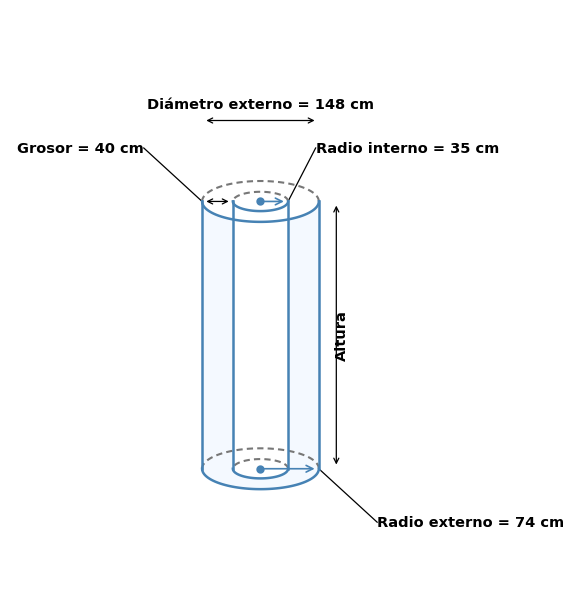 Diámetro externo = 148 cm
Grosor = 40 cm
Radio interno = 35 cm
Altura
Radio externo = 74 cm